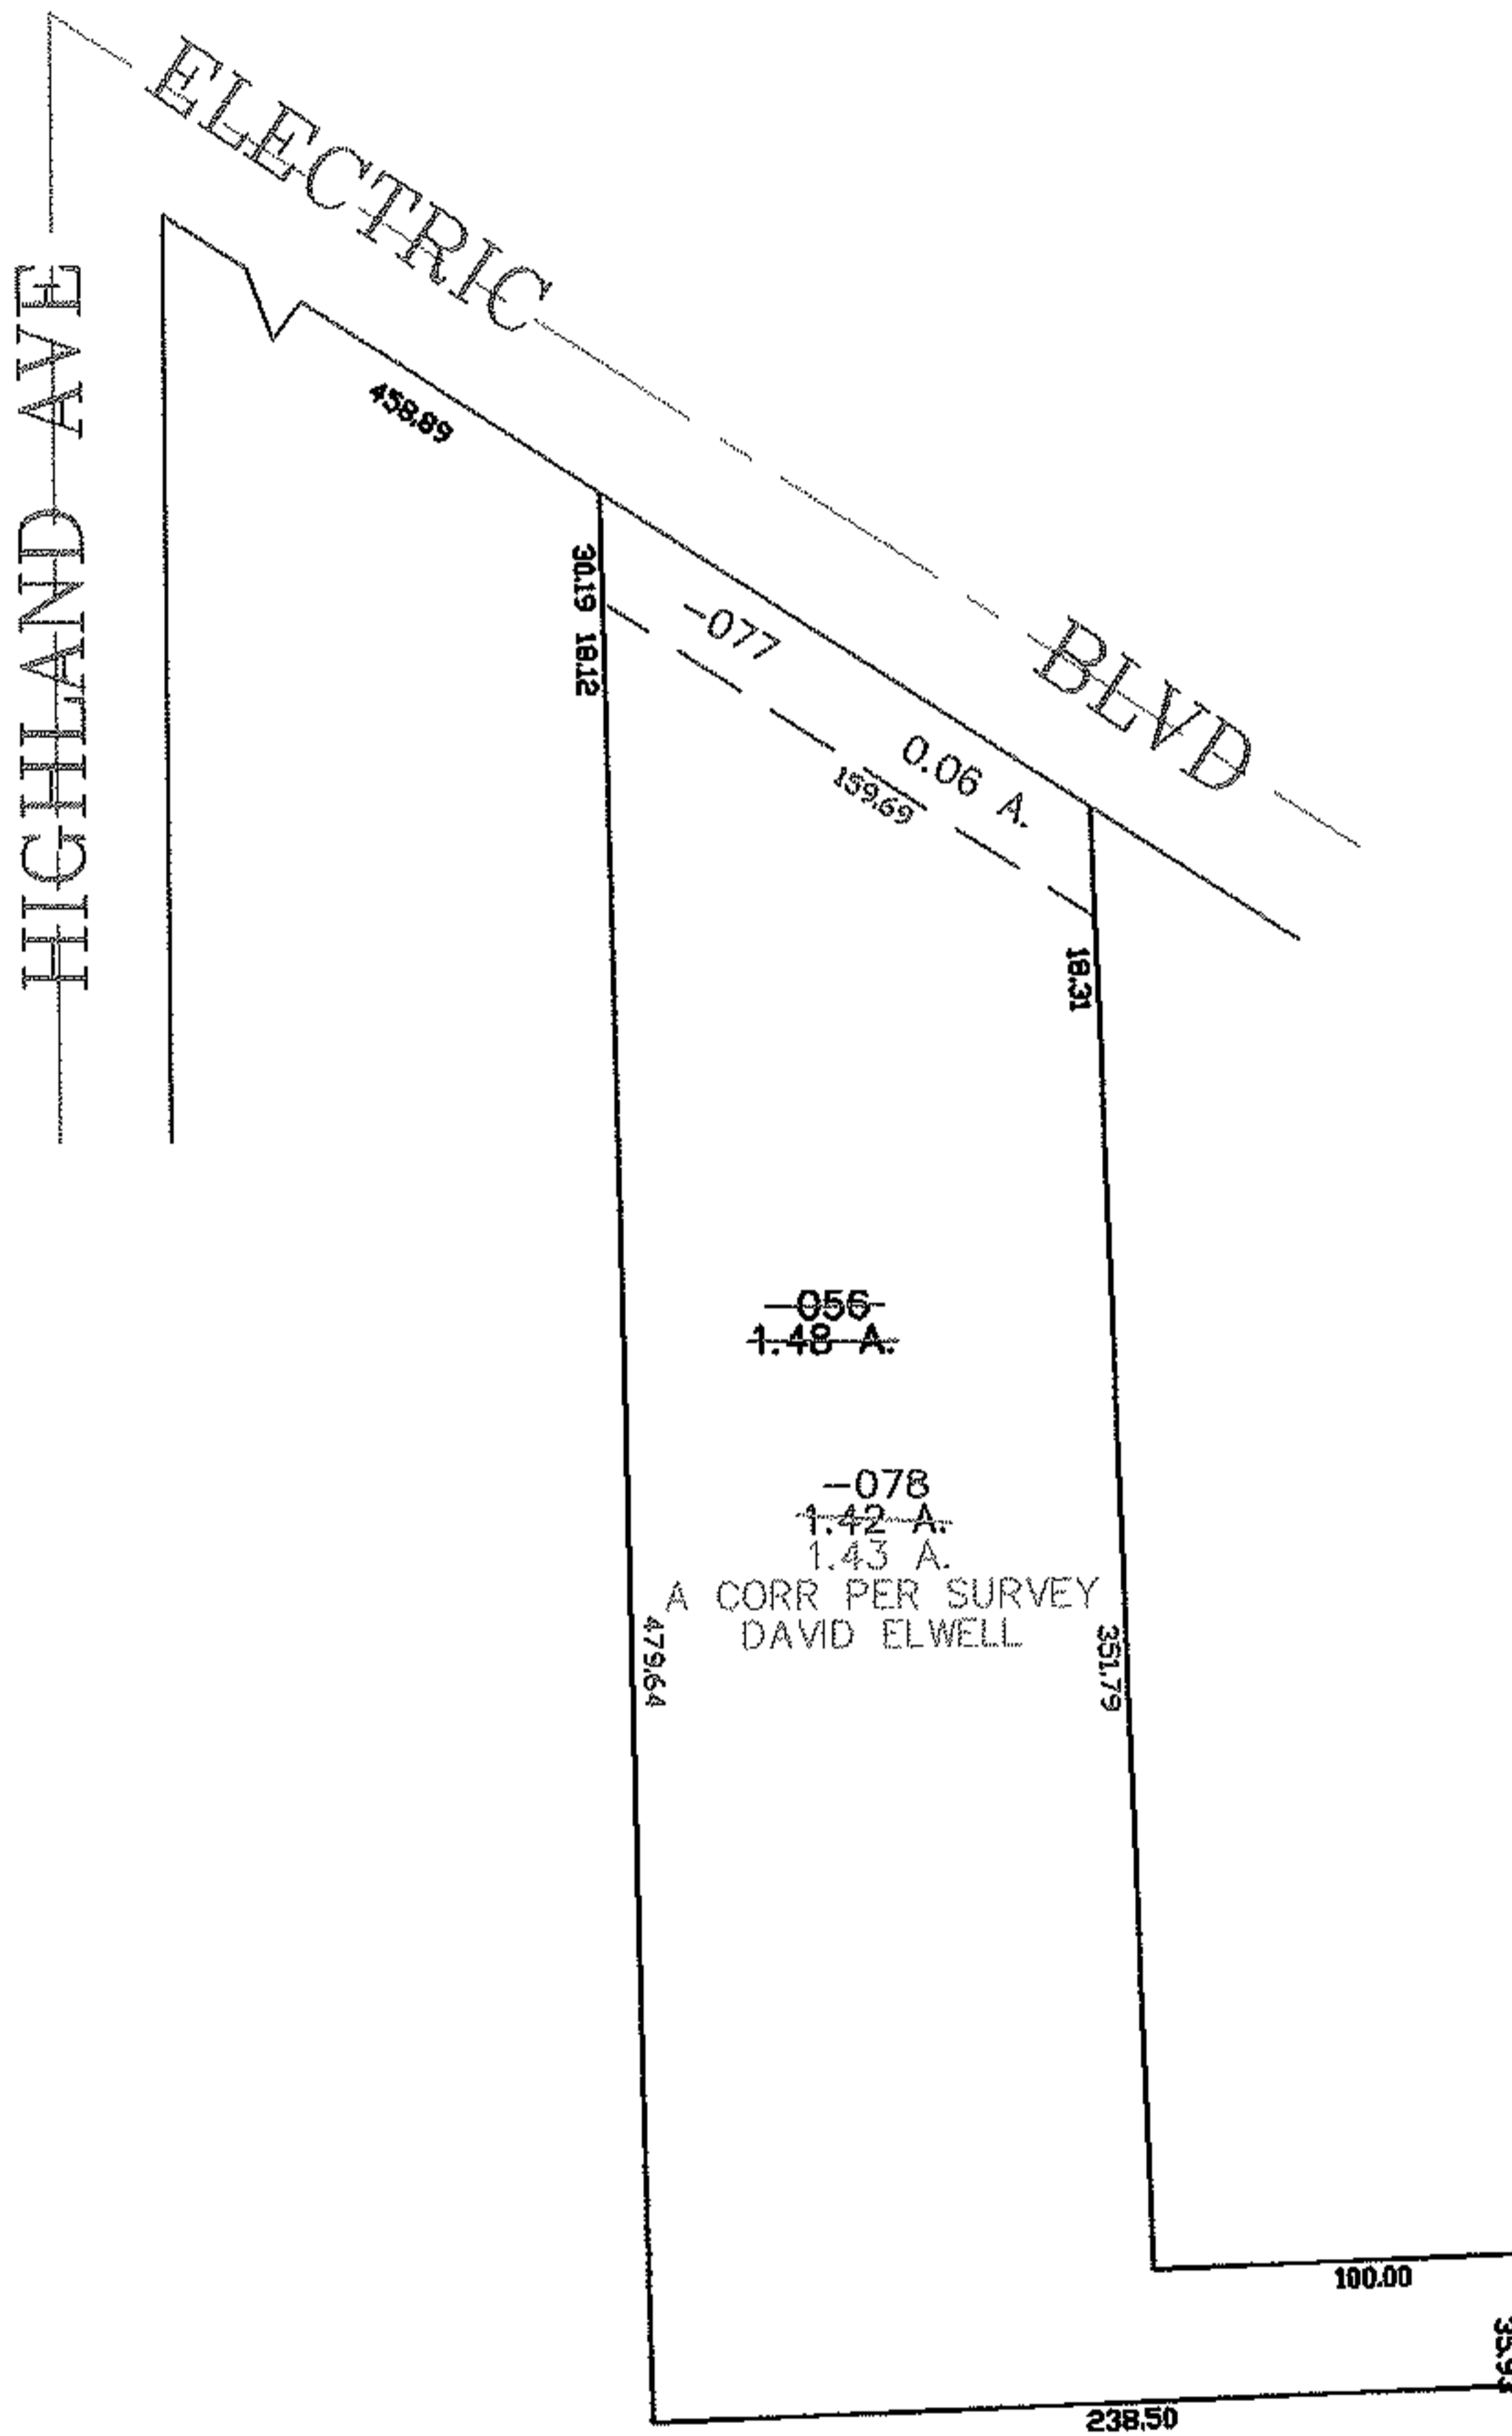 ELECTRIC BLVD
HIGHLAND AVE
458.89
30.19
18.12
-077
0.06 A.
159.69
18.31
-056
1.48 A.
-078
1.42 A.
1.43 A.
A CORR PER SURVEY
DAVID ELWELL
479.64
351.79
100.00
35.93
238.50